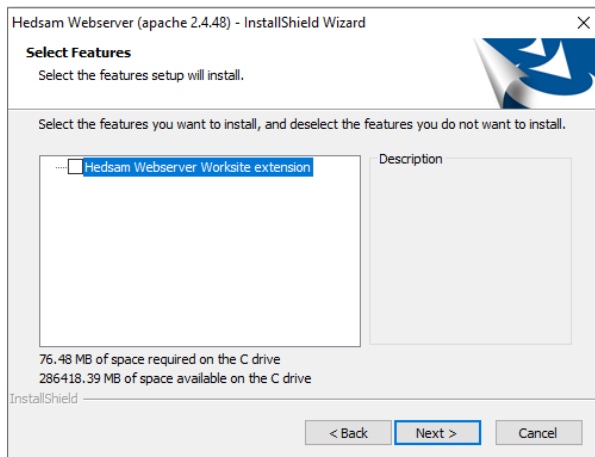 Hedsam Webserver (apache 2.4.48) - InstallShield Wizard
Select Features
Select the features setup will install.
Select the features you want to install, and deselect the features you do not want to install.
Hedsam Webserver Worksite extension
Description
76.48 MB of space required on the C drive
286418.39 MB of space available on the C drive
InstallShield
< Back
Next >
Cancel